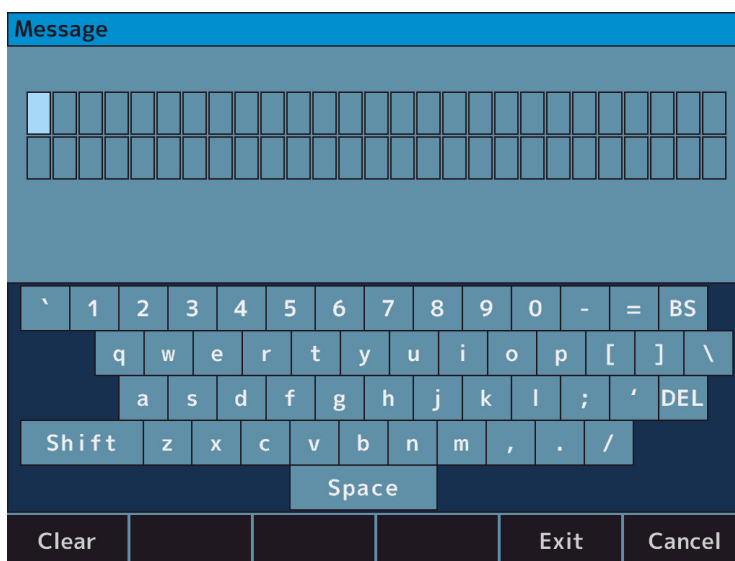 Message
` 1 2 3 4 5 6 7 8 9 0 - = BS
q w e r t y u i o p [ ] \
a s d f g h j k l ; ‘ DEL
Shift z x c v b n m , . /
Space
Clear Exit Cancel